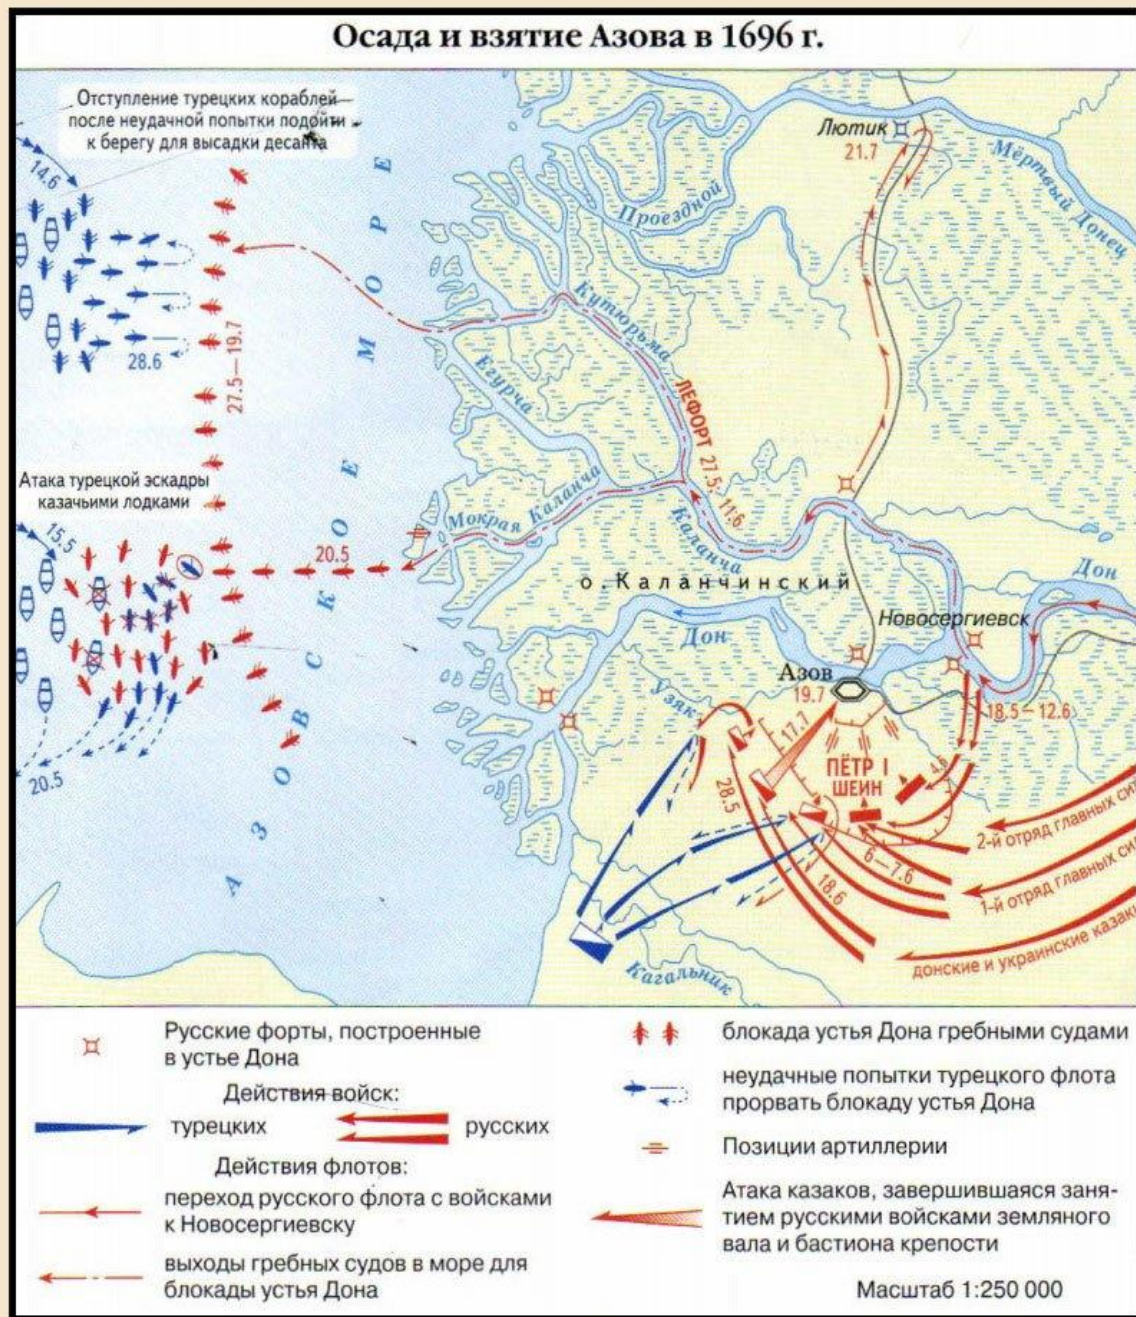 Осада и взятие Азова в 1696 г.
Отступление турецких кораблей
после неудачной попытки подойти
к берегу для высадки десанта
14.6
28.6
27.5—19.7
Атака турецкой эскадры
казачьими лодками
15.5
20.5
20.5
АЗОВСКОЕ МОРЕ
Лютик
21.7
Мёртвый Донец
Проездной
Кутюрьма
Егурча
ЛЕФОРТ 27.5; 11.6
Мокрая Каланча
Каланча
о. Каланчинский
Дон
Новосергиевск
Дон
Азов
19.7
18.5—12.6
Узяк
17.7
ПЁТР I
ШЕИН
4.6
28.5
6—7.6
18.6
2-й отряд главных
1-й отряд главных
донские и украинские
Кагальник
Русские форты, построенные
в устье Дона
Действия войск:
турецких
русских
Действия флотов:
переход русского флота с войсками
к Новосергиевску
выходы гребных судов в море для
блокады устья Дона
блокада устья Дона гребными судами
неудачные попытки турецкого флота
прорвать блокаду устья Дона
Позиции артиллерии
Атака казаков, завершившаяся заня-
тием русскими войсками земляного
вала и бастиона крепости
Масштаб 1:250 000